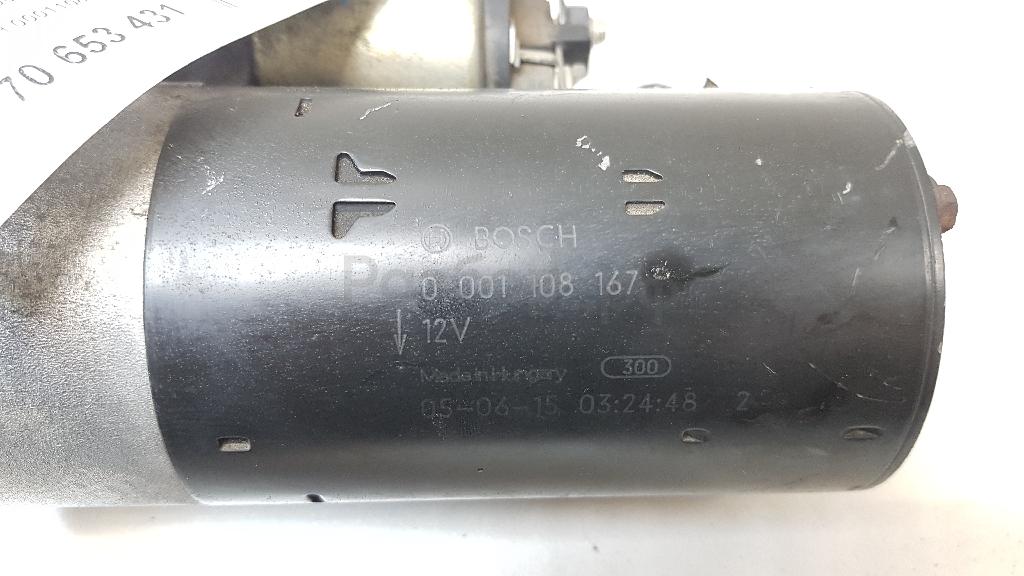 70 653 431
BOSCH
0 001 108 167
12V
Made in Hungary 300
05-06-15 03:24:48 2